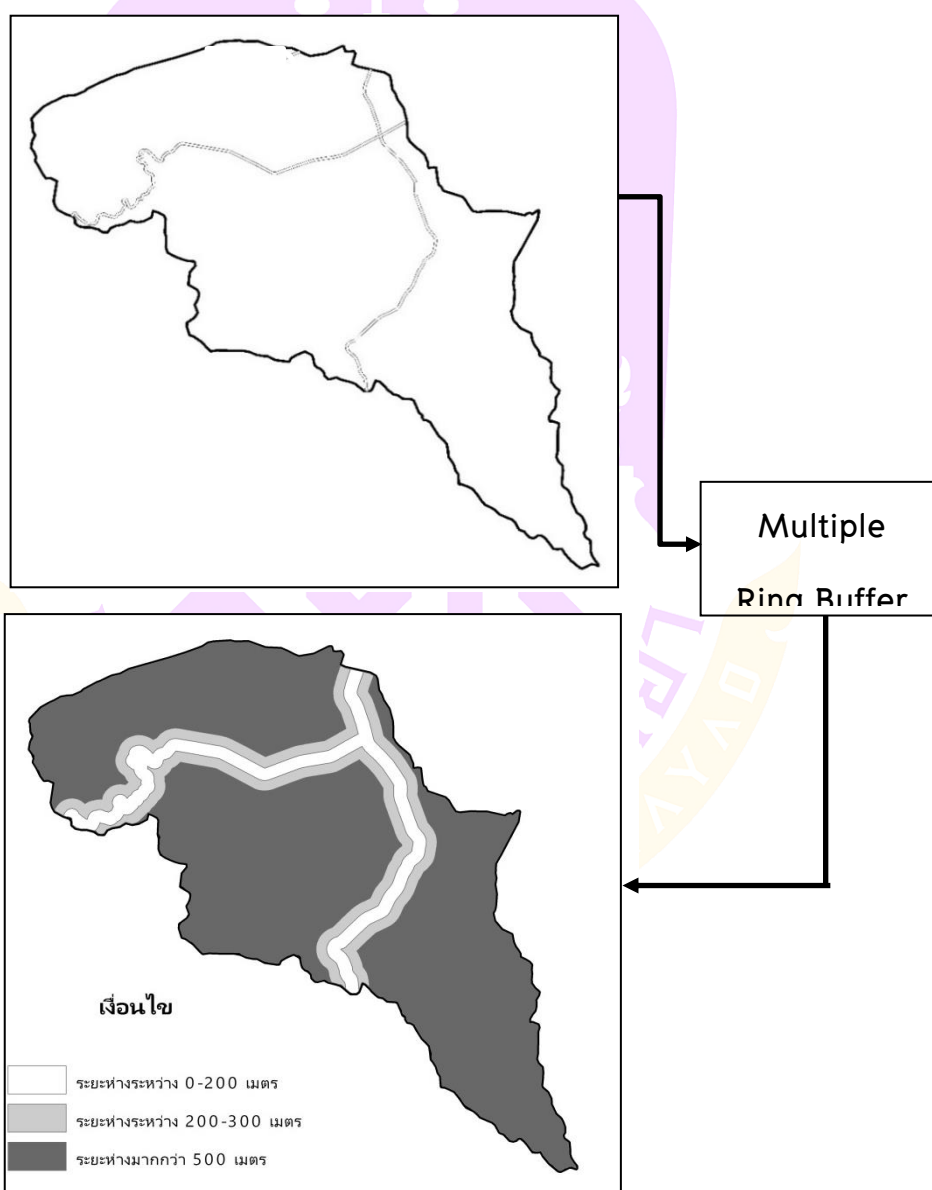 Multiple
Ring Buffer
เงื่อนไข
ระยะห่างระหว่าง 0-200 เมตร
ระยะห่างระหว่าง 200-300 เมตร
ระยะห่างมากกว่า 500 เมตร